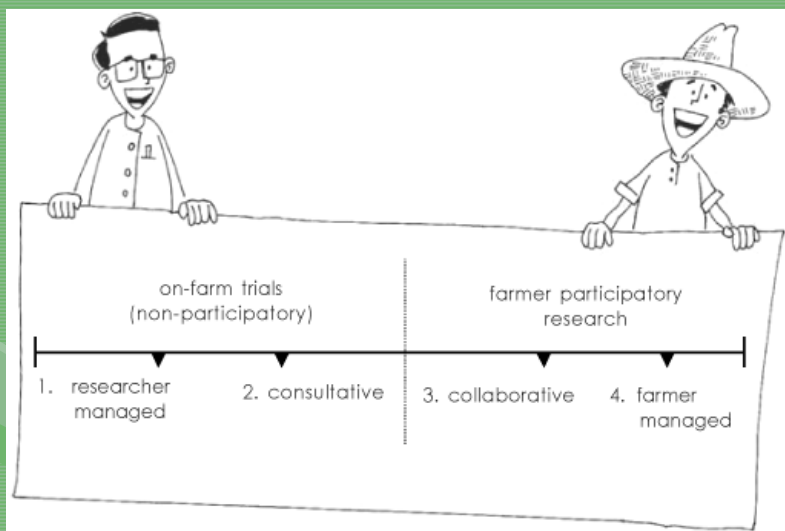 on-farm trials
(non-participatory)
farmer participatory
research
1. researcher
managed
2. consultative
3. collaborative
4. farmer
managed